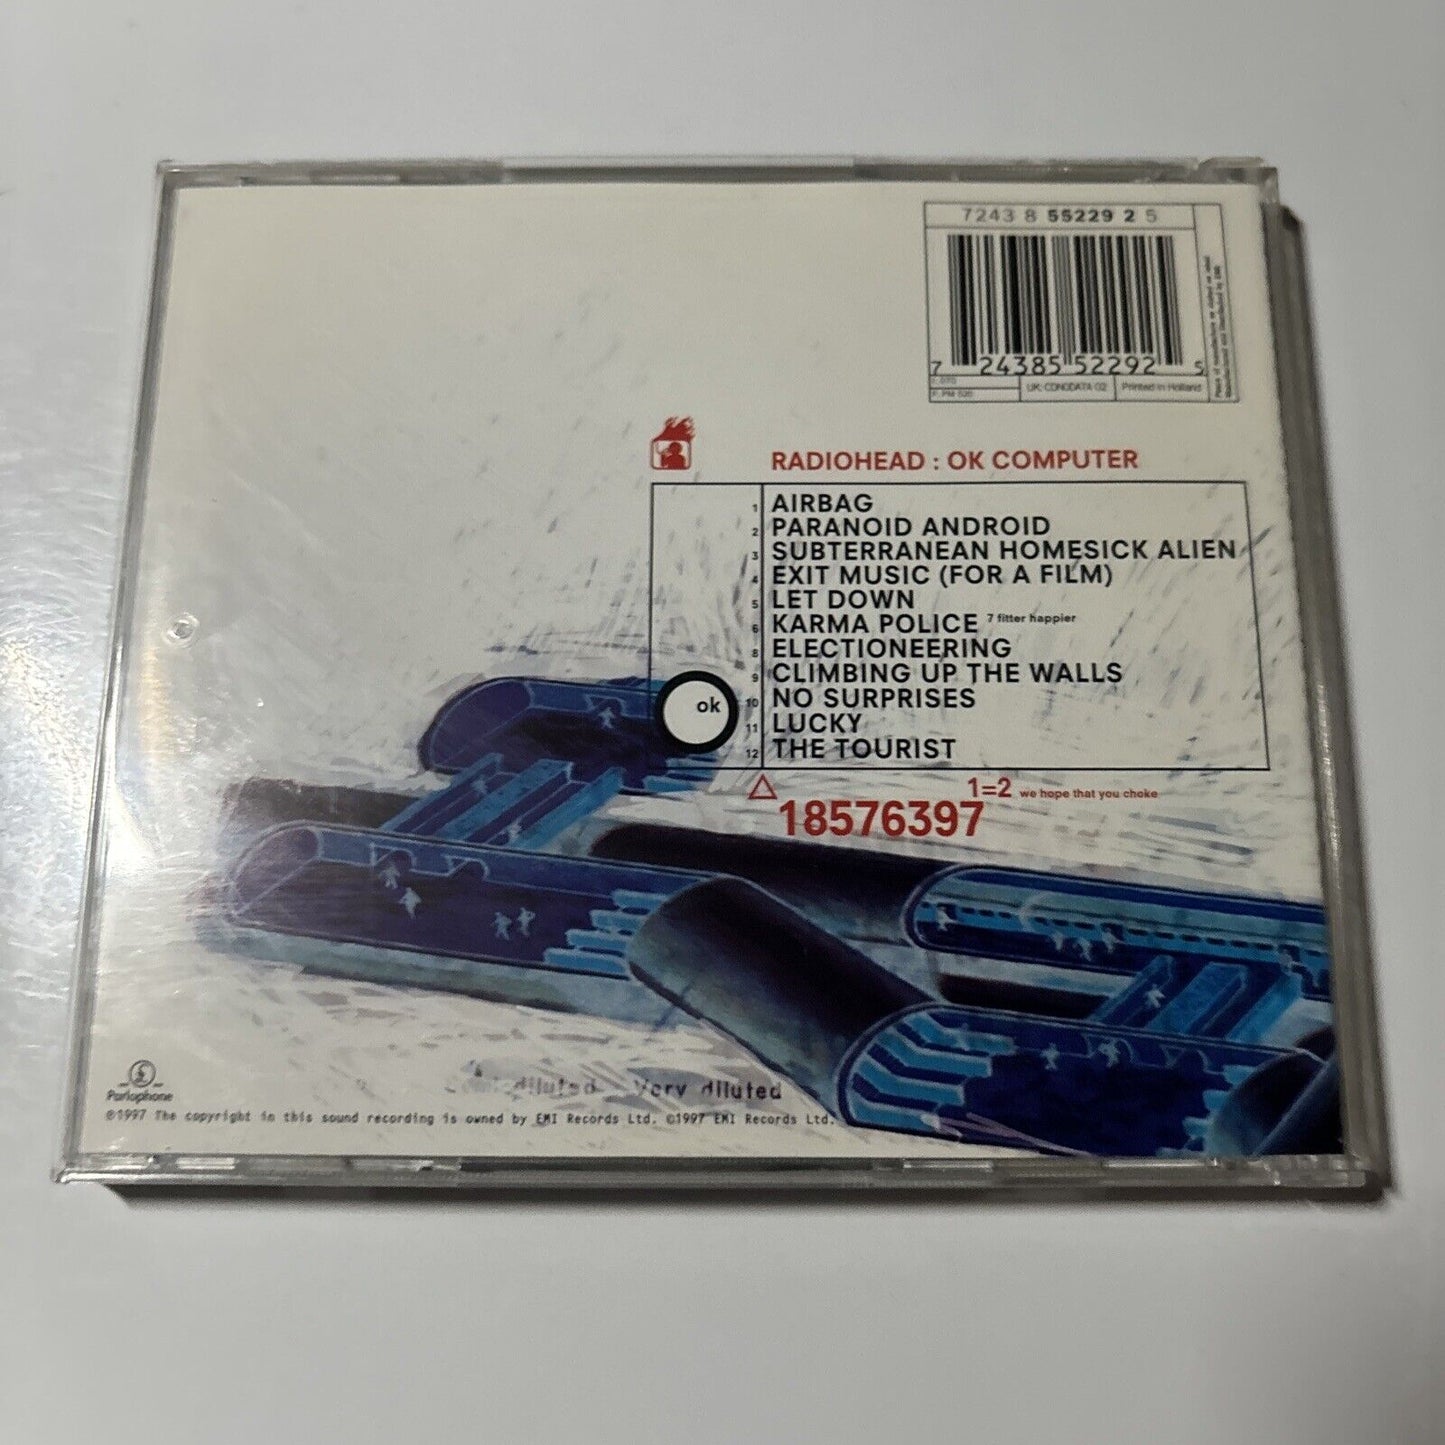 7243 8 55229 2 5
7 24385 52292 5
UK: CDNODATA 02
Printed in Holland
RADIOHEAD : OK COMPUTER
1 AIRBAG
2 PARANOID ANDROID
3 SUBTERRANEAN HOMESICK ALIEN
4 EXIT MUSIC (FOR A FILM)
5 LET DOWN
6 KARMA POLICE 7 fitter happier
8 ELECTIONEERING
9 CLIMBING UP THE WALLS
ok
10 NO SURPRISES
11 LUCKY
12 THE TOURIST
1=2 we hope that you choke
18576397
diluted Very diluted
Parlophone
℗1997 The copyright in this sound recording is owned by EMI Records Ltd. ©1997 EMI Records Ltd.